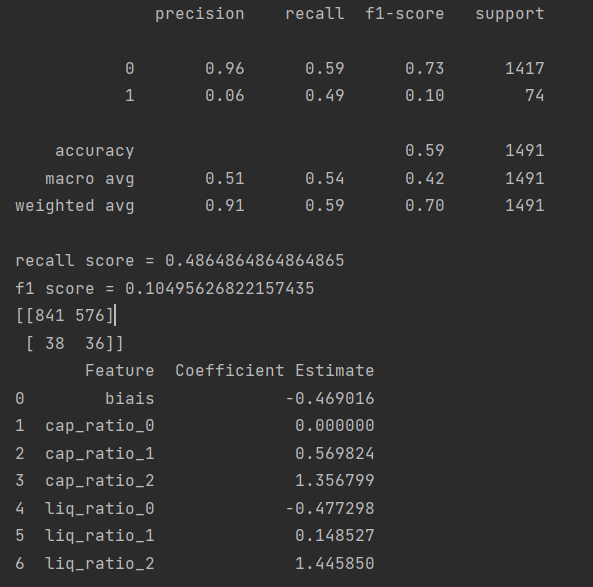 precision recall f1-score support
0 0.96 0.59 0.73 1417
1 0.06 0.49 0.10 74
accuracy 0.59 1491
macro avg 0.51 0.54 0.42 1491
weighted avg 0.91 0.59 0.70 1491
recall score = 0.4864864864864865
f1 score = 0.10495626822157435
[[841 576]
[ 38 36]]
Feature Coefficient Estimate
0 biais -0.469016
1 cap_ratio_0 0.000000
2 cap_ratio_1 0.569824
3 cap_ratio_2 1.356799
4 liq_ratio_0 -0.477298
5 liq_ratio_1 0.148527
6 liq_ratio_2 1.445850